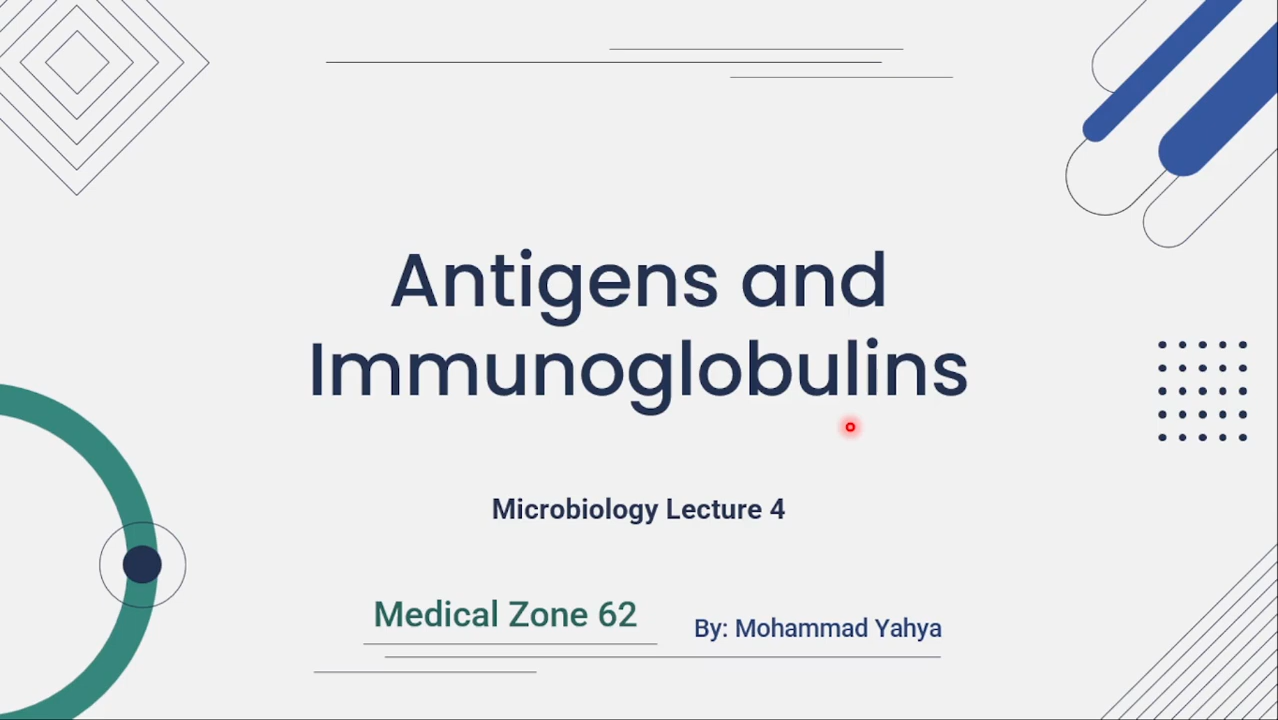 Antigens and
Immunoglobulins
Microbiology Lecture 4
Medical Zone 62
By: Mohammad Yahya